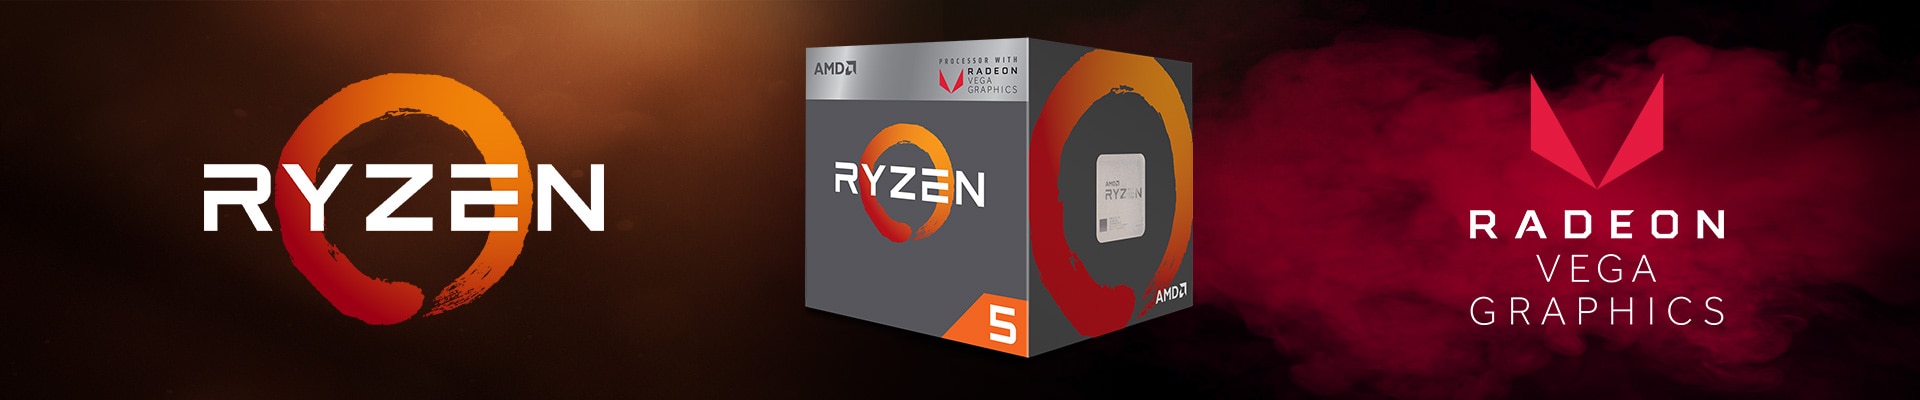 RYZEN
AMD
PROCESSOR WITH
RADEON
VEGA
GRAPHICS
RYZEN
5
AMD
RYZEN
AMD
RADEON
VEGA
GRAPHICS